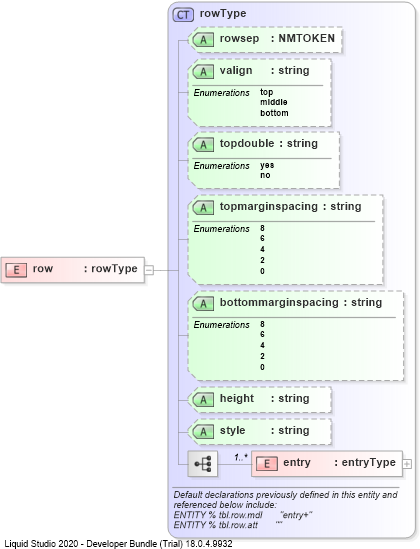 CT rowType
A rowsep : NMTOKEN
A valign : string
Enumerations top
middle
bottom
A topdouble : string
Enumerations yes
no
A topmarginspacing : string
Enumerations 8
6
4
2
0
E row : rowType
A bottommarginspacing : string
Enumerations 8
6
4
2
0
A height : string
A style : string
1..*
E entry : entryType
Default declarations previously defined in this entity and
referenced below include:
ENTITY % tbl.row.mdl "entry+"
ENTITY % tbl.row.att ""
Liquid Studio 2020 - Developer Bundle (Trial) 18.0.4.9932